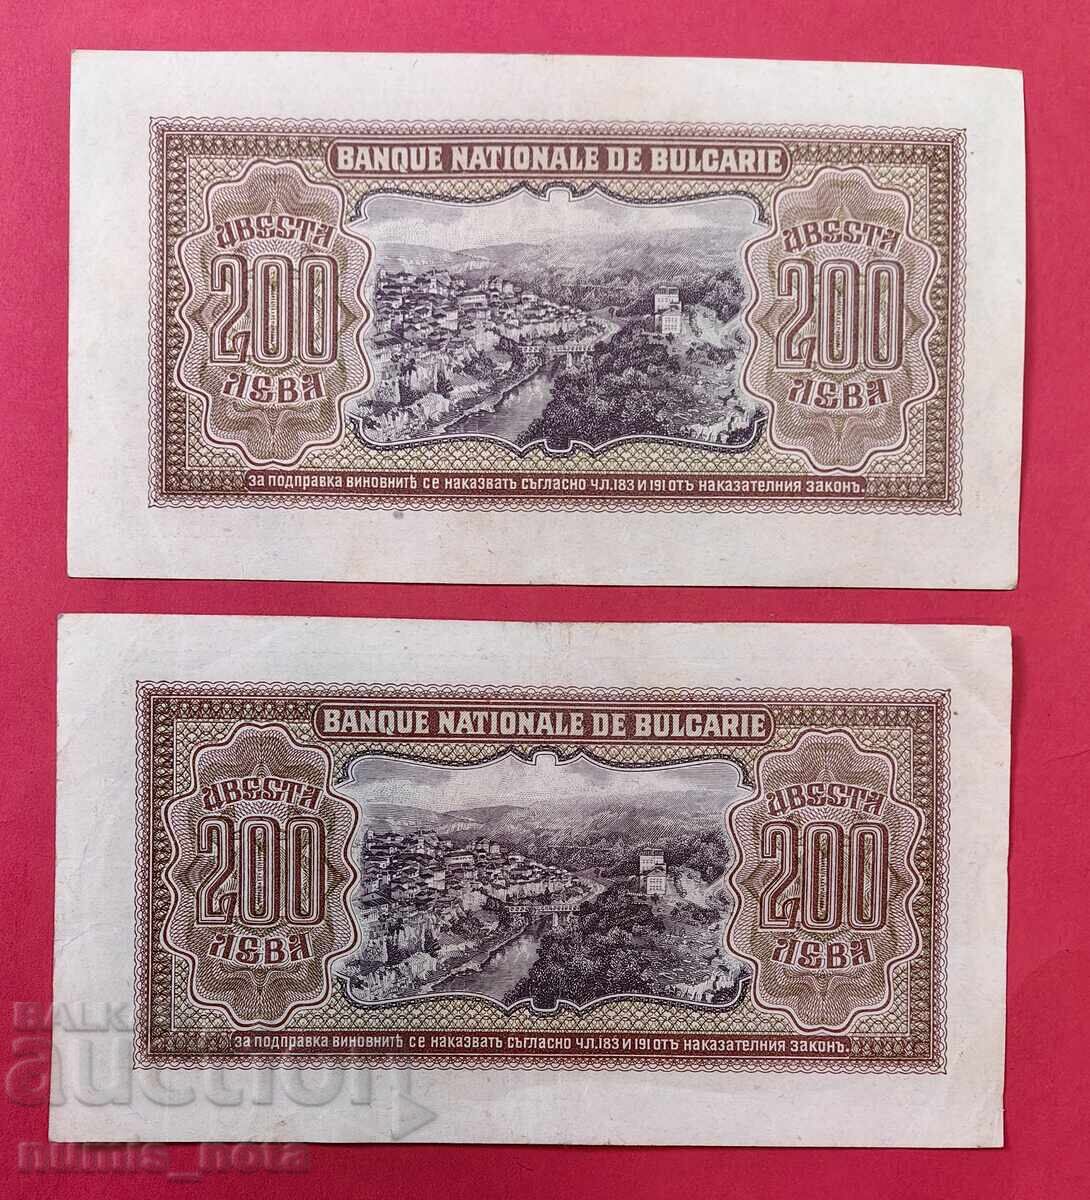 BANQUE NATIONALE DE BULGARIE
ДВЕСТА ДВЕСТА
200 200
ЛЕВА ЛЕВА
ЗА ПОДПРАВКА ВИНОВНИТѢ СЕ НАКАЗВАТЪ СЪГЛАСНО ЧЛ.183 И 191 ОТЪ НАКАЗАТЕЛНИЯ ЗАКОНЪ.
BANQUE NATIONALE DE BULGARIE
ДВЕСТА ДВЕСТА
200 200
ЛЕВА ЛЕВА
ЗА ПОДПРАВКА ВИНОВНИТѢ СЕ НАКАЗВАТЪ СЪГЛАСНО ЧЛ.183 И 191 ОТЪ НАКАЗАТЕЛНИЯ ЗАКОНЪ.
BALK
auction
numis_nota